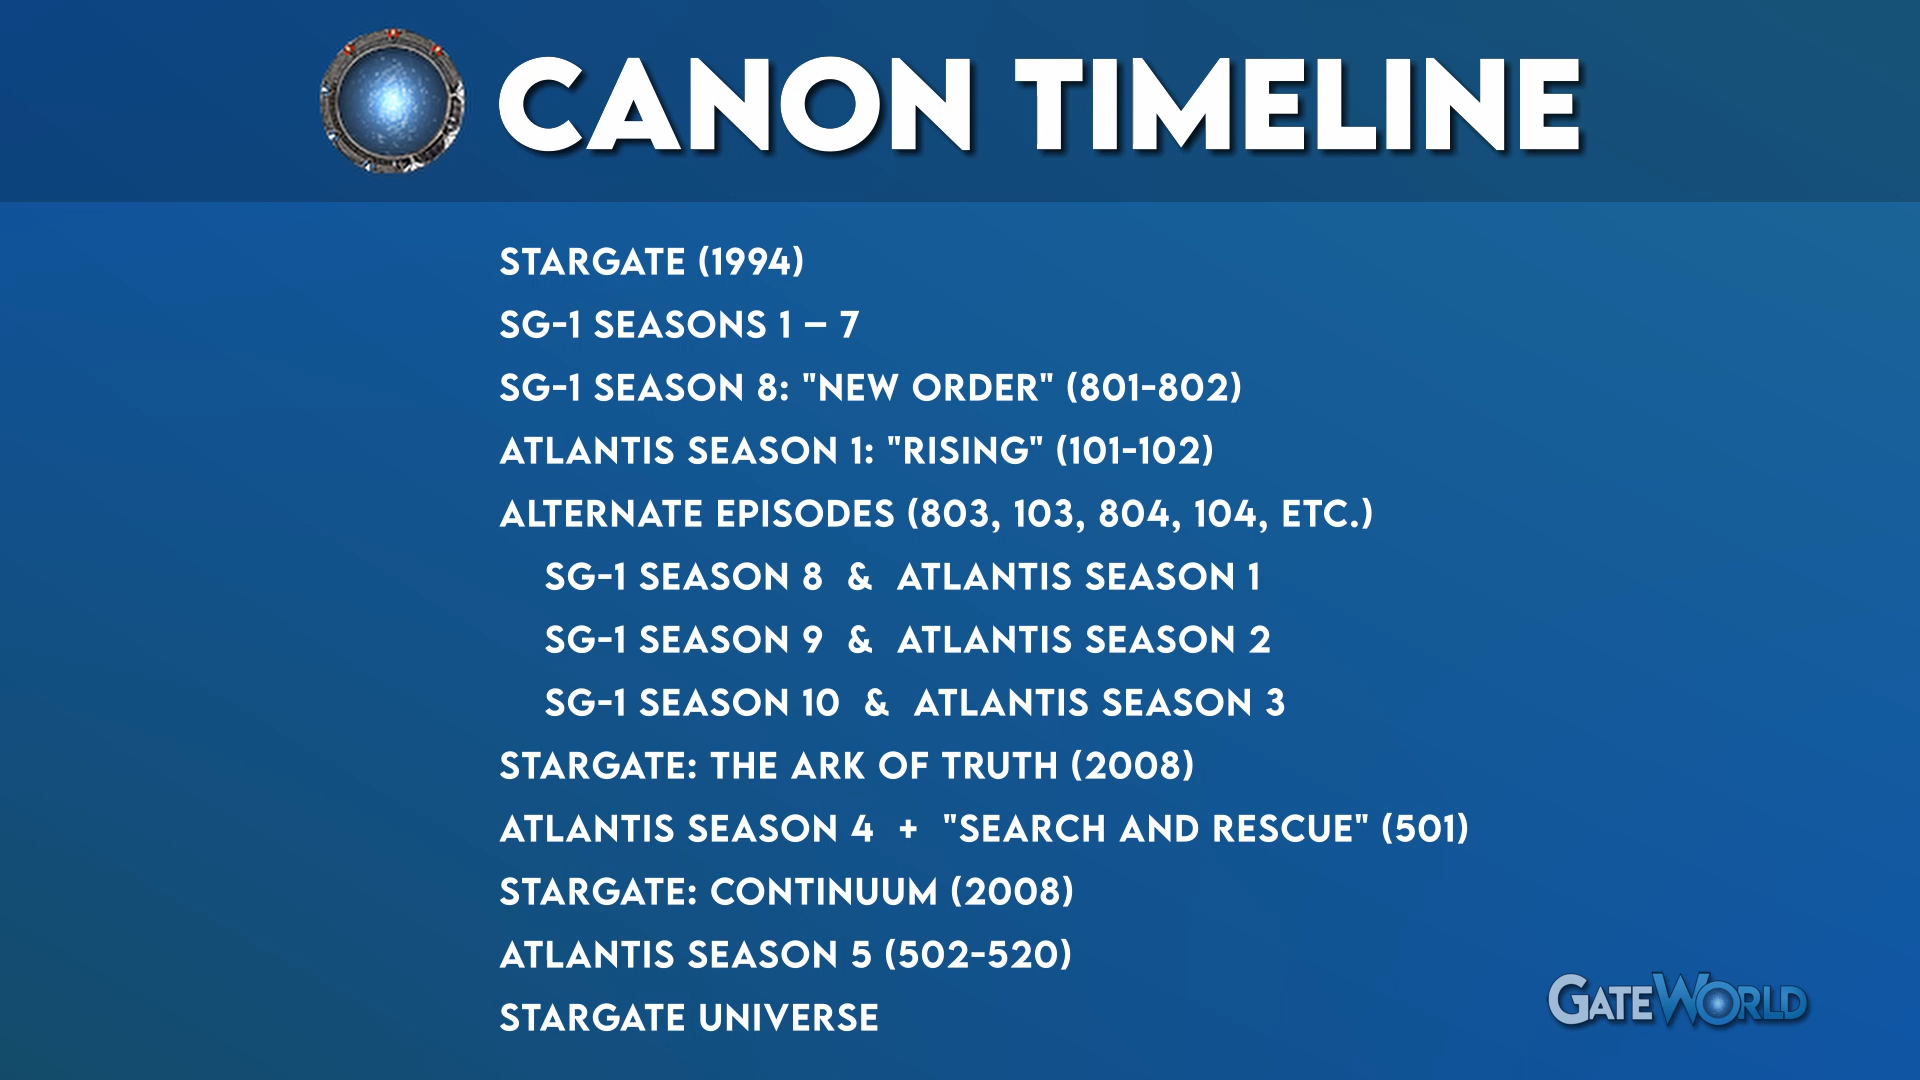 CANON TIMELINE
STARGATE (1994)
SG-1 SEASONS 1 – 7
SG-1 SEASON 8: "NEW ORDER" (801-802)
ATLANTIS SEASON 1: "RISING" (101-102)
ALTERNATE EPISODES (803, 103, 804, 104, ETC.)
SG-1 SEASON 8 & ATLANTIS SEASON 1
SG-1 SEASON 9 & ATLANTIS SEASON 2
SG-1 SEASON 10 & ATLANTIS SEASON 3
STARGATE: THE ARK OF TRUTH (2008)
ATLANTIS SEASON 4 + "SEARCH AND RESCUE" (501)
STARGATE: CONTINUUM (2008)
ATLANTIS SEASON 5 (502-520)
STARGATE UNIVERSE
GATEWORLD